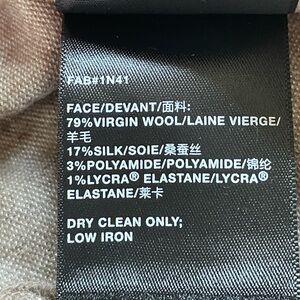 FAB#1N41
FACE/DEVANT/面料:
79%VIRGIN WOOL/LAINE VIERGE/
羊毛
17%SILK/SOIE/桑蚕丝
3%POLYAMIDE/POLYAMIDE/锦纶
1%LYCRA® ELASTANE/LYCRA®
ELASTANE/莱卡
DRY CLEAN ONLY;
LOW IRON